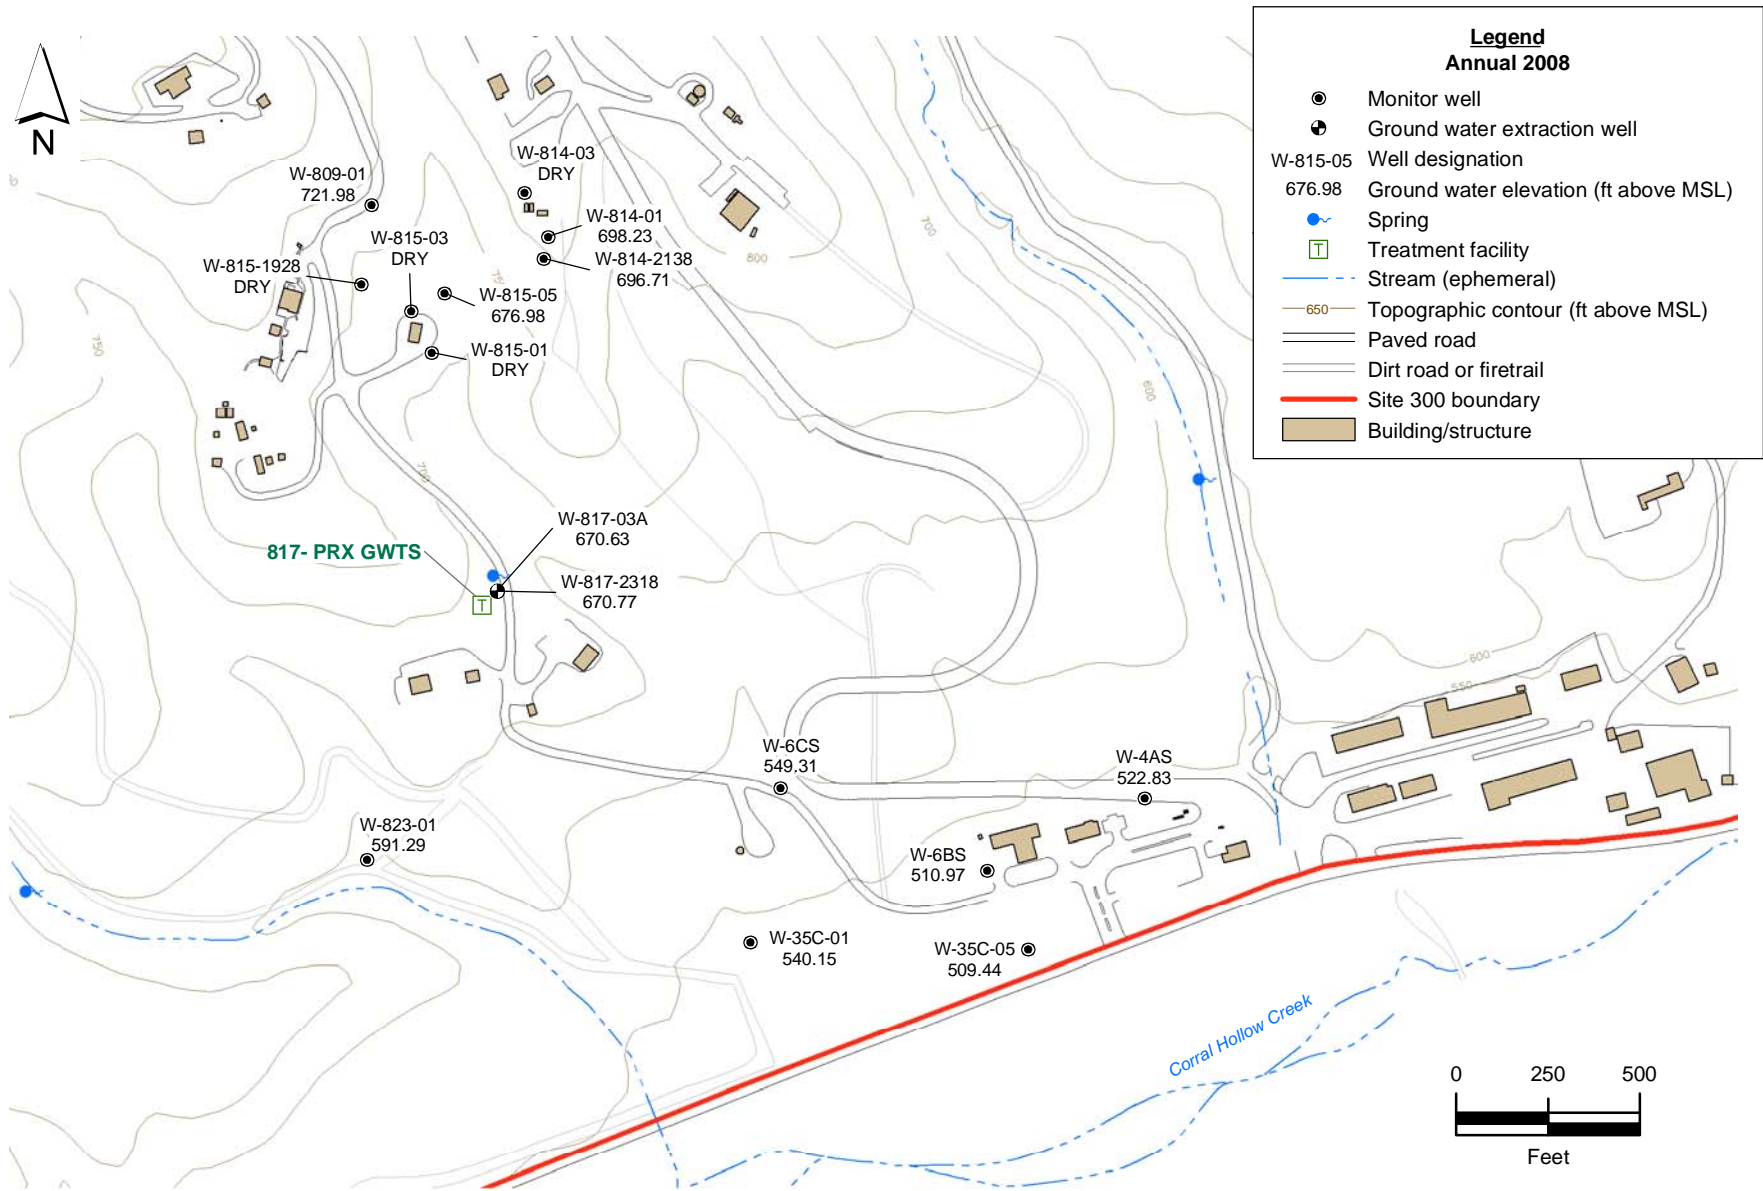 Legend
Annual 2008
Monitor well
Ground water extraction well
W-815-05 Well designation
676.98 Ground water elevation (ft above MSL)
Spring
T Treatment facility
Stream (ephemeral)
650 Topographic contour (ft above MSL)
Paved road
Dirt road or firetrail
Site 300 boundary
Building/structure
N
W-814-03
DRY
W-809-01
721.98
W-814-01
698.23
W-815-03
DRY
W-814-2138
696.71
W-815-1928
DRY
W-815-05
676.98
W-815-01
DRY
700
800
750
600
700
W-817-03A
670.63
817- PRX GWTS
W-817-2318
670.77
T
600
550
W-6CS
549.31
W-4AS
522.83
W-823-01
591.29
W-6BS
510.97
W-35C-01
540.15
W-35C-05
509.44
Corral Hollow Creek
0 250 500
Feet